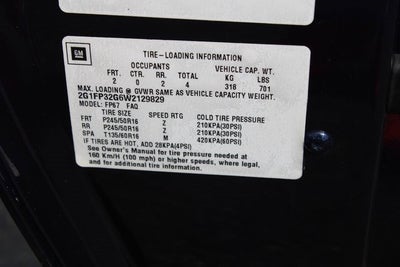 GM
TIRE-LOADING INFORMATION
OCCUPANTS VEHICLE CAP. WT.
FRT. CTR. RR. TOTAL KG LBS
2 0 2 4 318 701
MAX. LOADING @ GVWR SAME AS VEHICLE CAPACITY WEIGHT.
2G1FP32G6W2129829
MODEL: FP67 FAQ
TIRE SIZE SPEED RTG COLD TIRE PRESSURE
FRT P245/50R16 Z 210KPA(30PSI)
RR P245/50R16 Z 210KPA(30PSI)
SPA T135/60R16 M 420KPA(60PSI)
IF TIRES ARE HOT, ADD 28KPA(4PSI)
See Owner's Manual for tire pressure if traveling at
160 Km/H (100 mph) or higher speeds, where legal,
and for additional tire information.